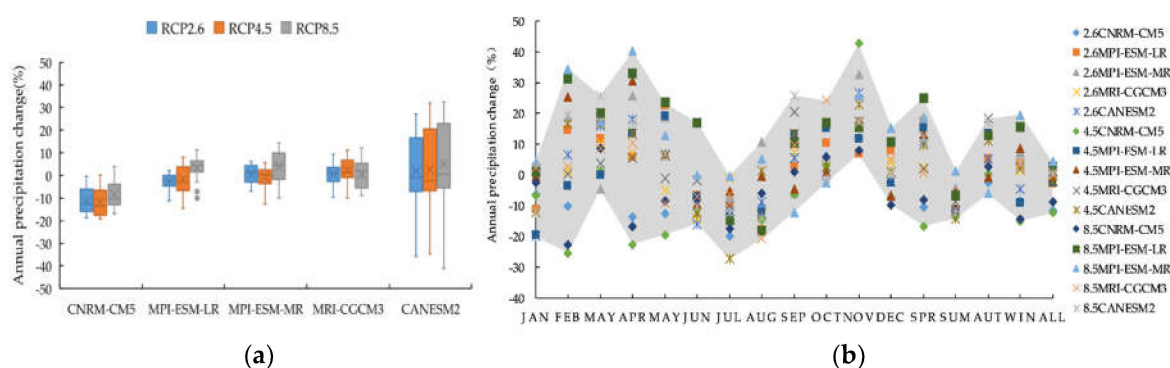 RCP2.6 RCP4.5 RCP8.5
Annual precipitation change(%)
50
40
30
20
10
0
-10
-20
-30
-40
-50
CNRM-CM5 MPI-ESM-LR MPI-ESM-MR MRI-CGCM3 CANESM2
(a)
Annual precipitation change (%)
50
40
30
20
10
0
-10
-20
-30
-40
JAN FEB MAY APR MAY JUN JUL AUG SEP OCT NOV DEC SPR SUM AUT WIN ALL
2.6CNRM-CM5
2.6MPI-ESM-LR
2.6MPI-ESM-MR
2.6MRI-CGCM3
2.6CANESM2
4.5CNRM-CM5
4.5MPI-ESM-LR
4.5MPI-ESM-MR
4.5MRI-CGCM3
4.5CANESM2
8.5CNRM-CM5
8.5MPI-ESM-LR
8.5MPI-ESM-MR
8.5MRI-CGCM3
8.5CANESM2
(b)